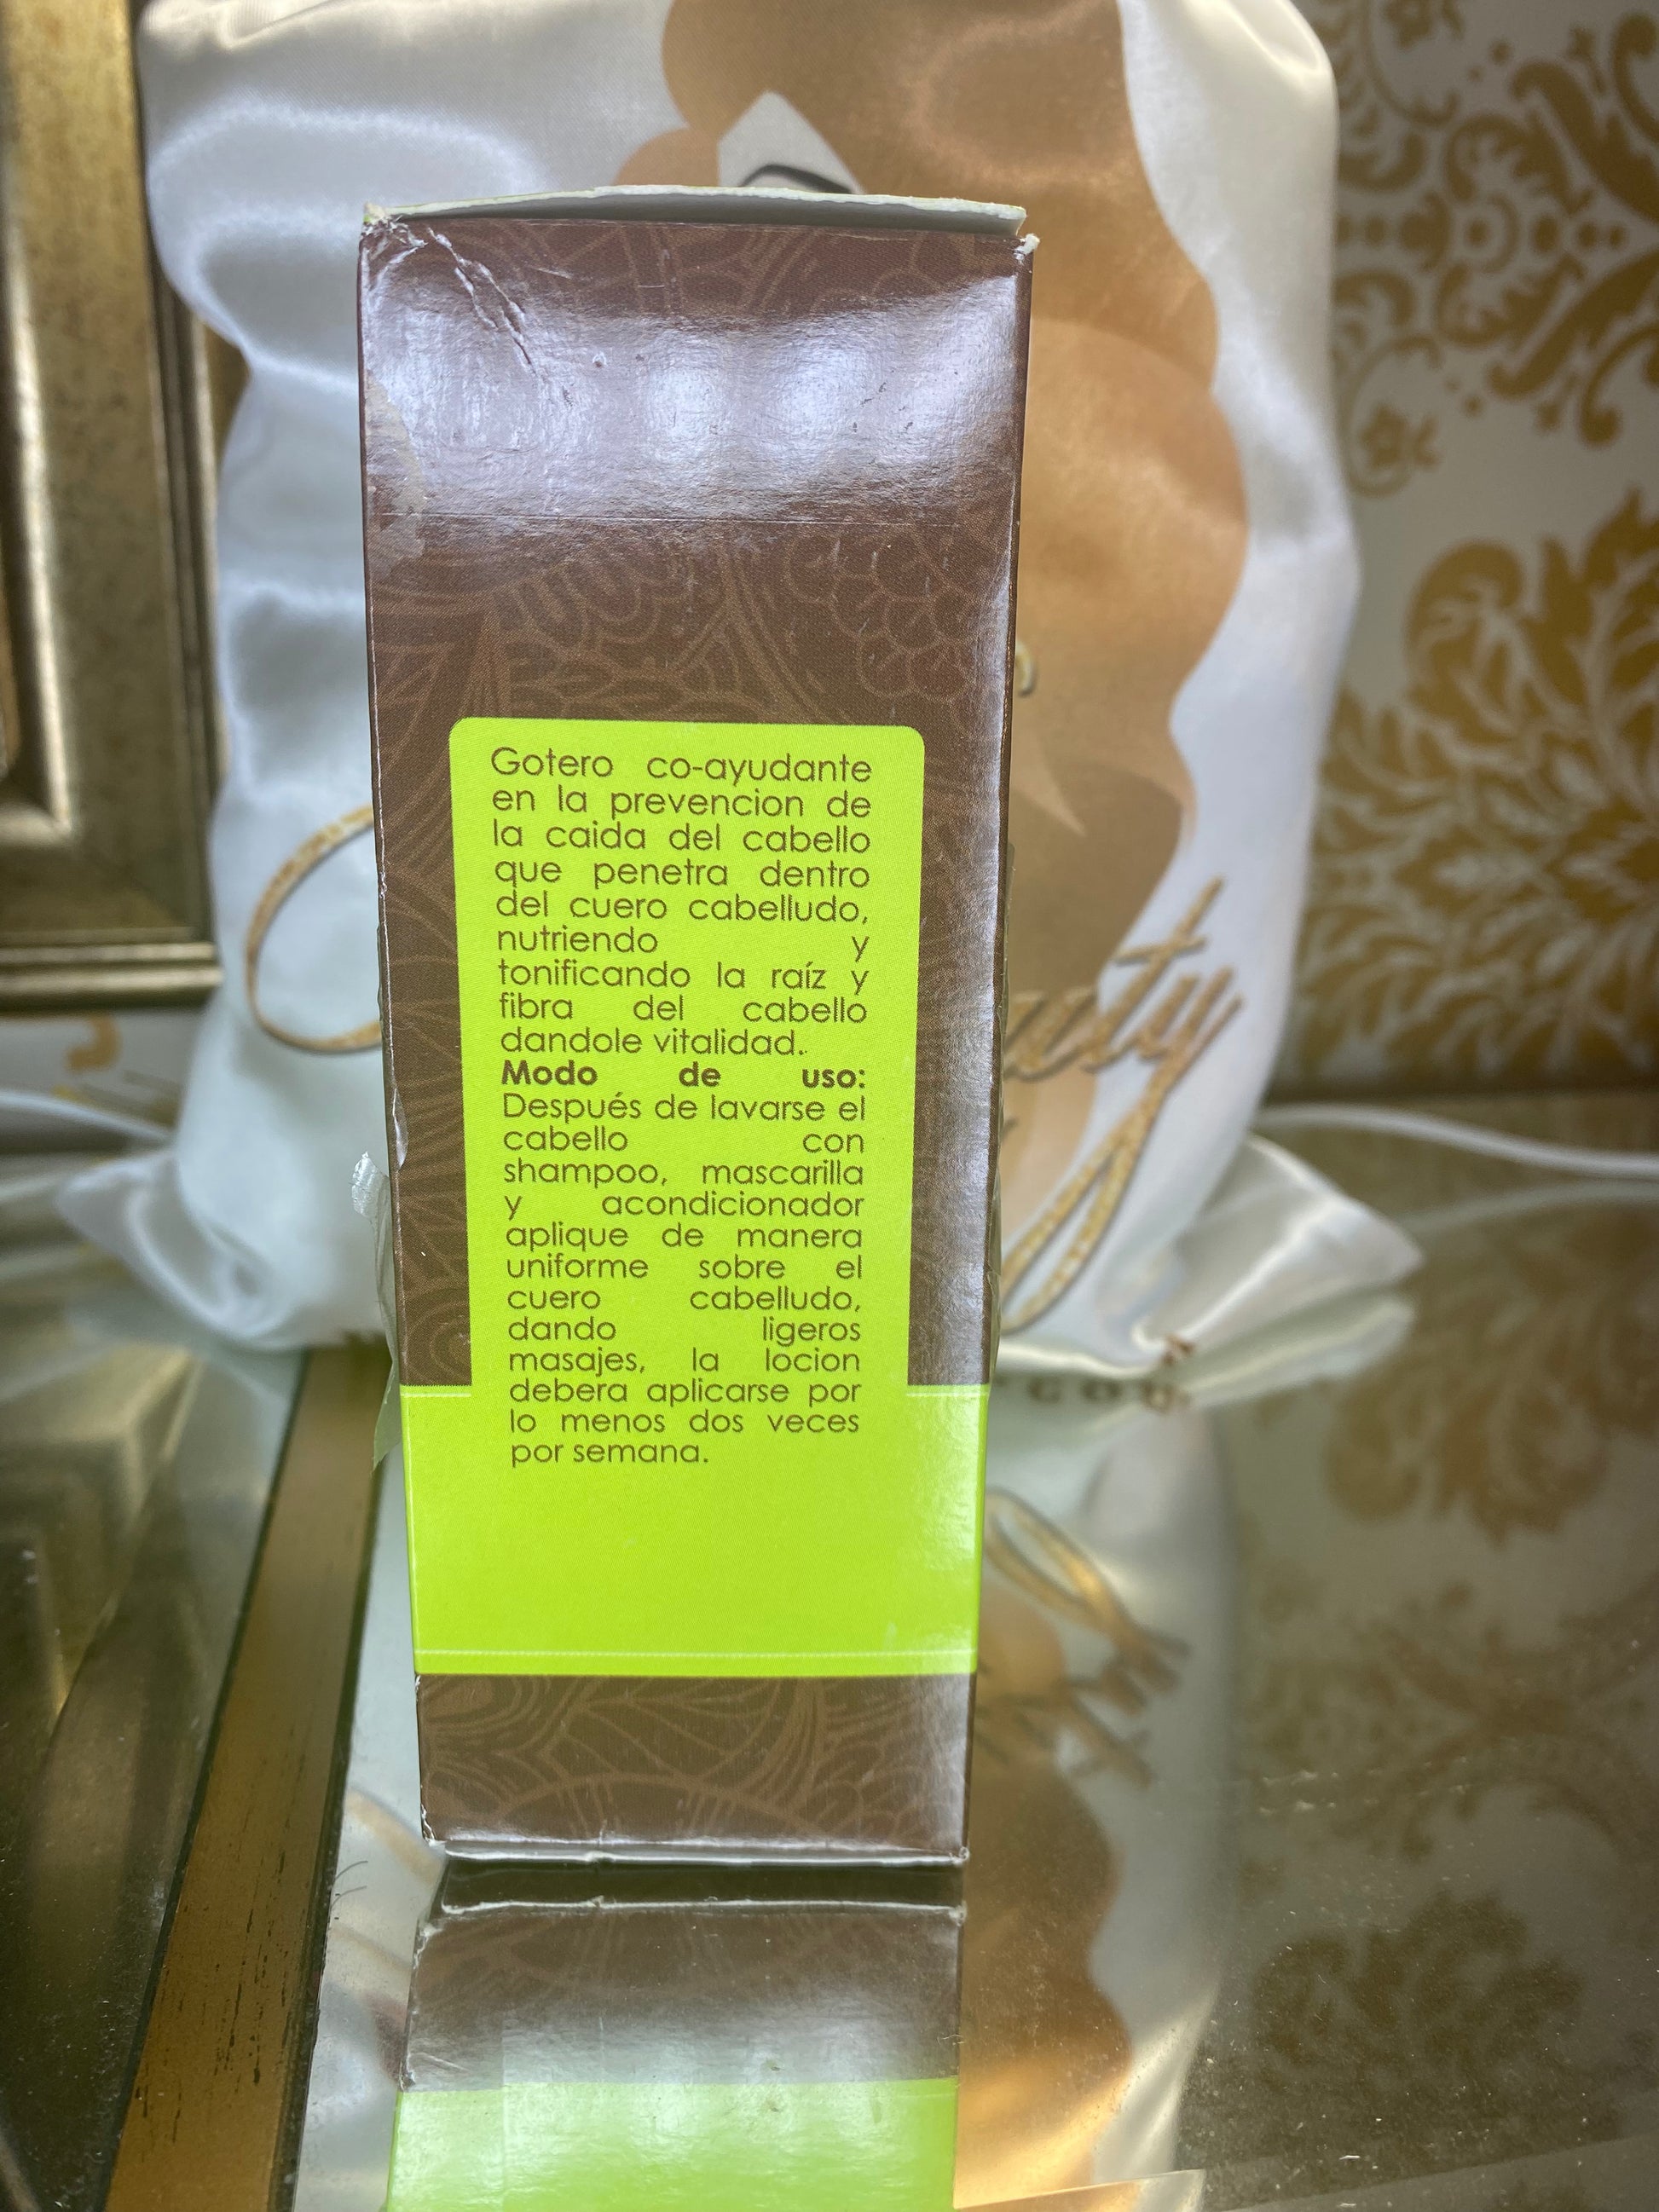 Gotero co-ayudante
en la prevencion de
la caida del cabello
que penetra dentro
del cuero cabelludo,
nutriendo y
tonificando la raíz y
fibra del cabello
dandole vitalidad.
Modo de uso:
Después de lavarse el
cabello con
shampoo, mascarilla
y acondicionador
aplique de manera
uniforme sobre el
cuero cabelludo,
dando ligeros
masajes, la locion
debera aplicarse por
lo menos dos veces
por semana.